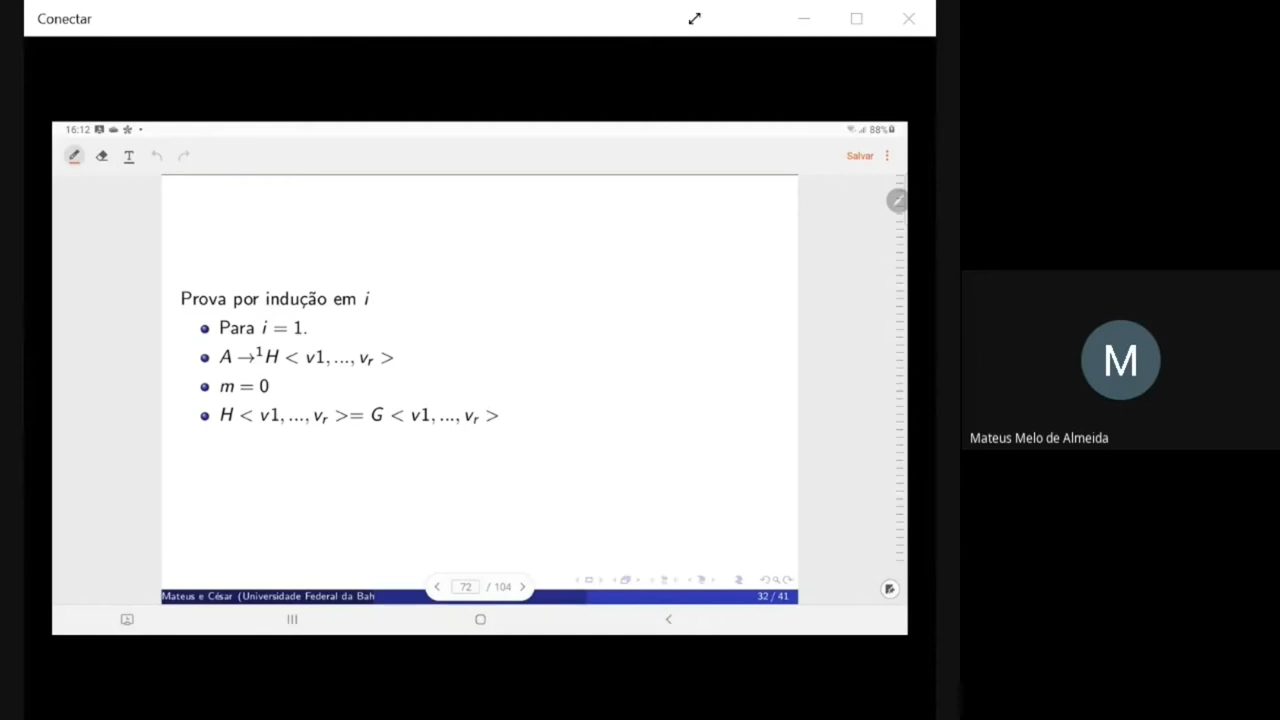 Conectar
16:12
88%
T
Salvar
Prova por indução em i
Para i = 1.
A →¹ H < v1, ..., vᵣ >
m = 0
H < v1, ..., vᵣ >= G < v1, ..., vᵣ >
72 / 104
Mateus e César (Universidade Federal da Bah
32 / 41
M
Mateus Melo de Almeida